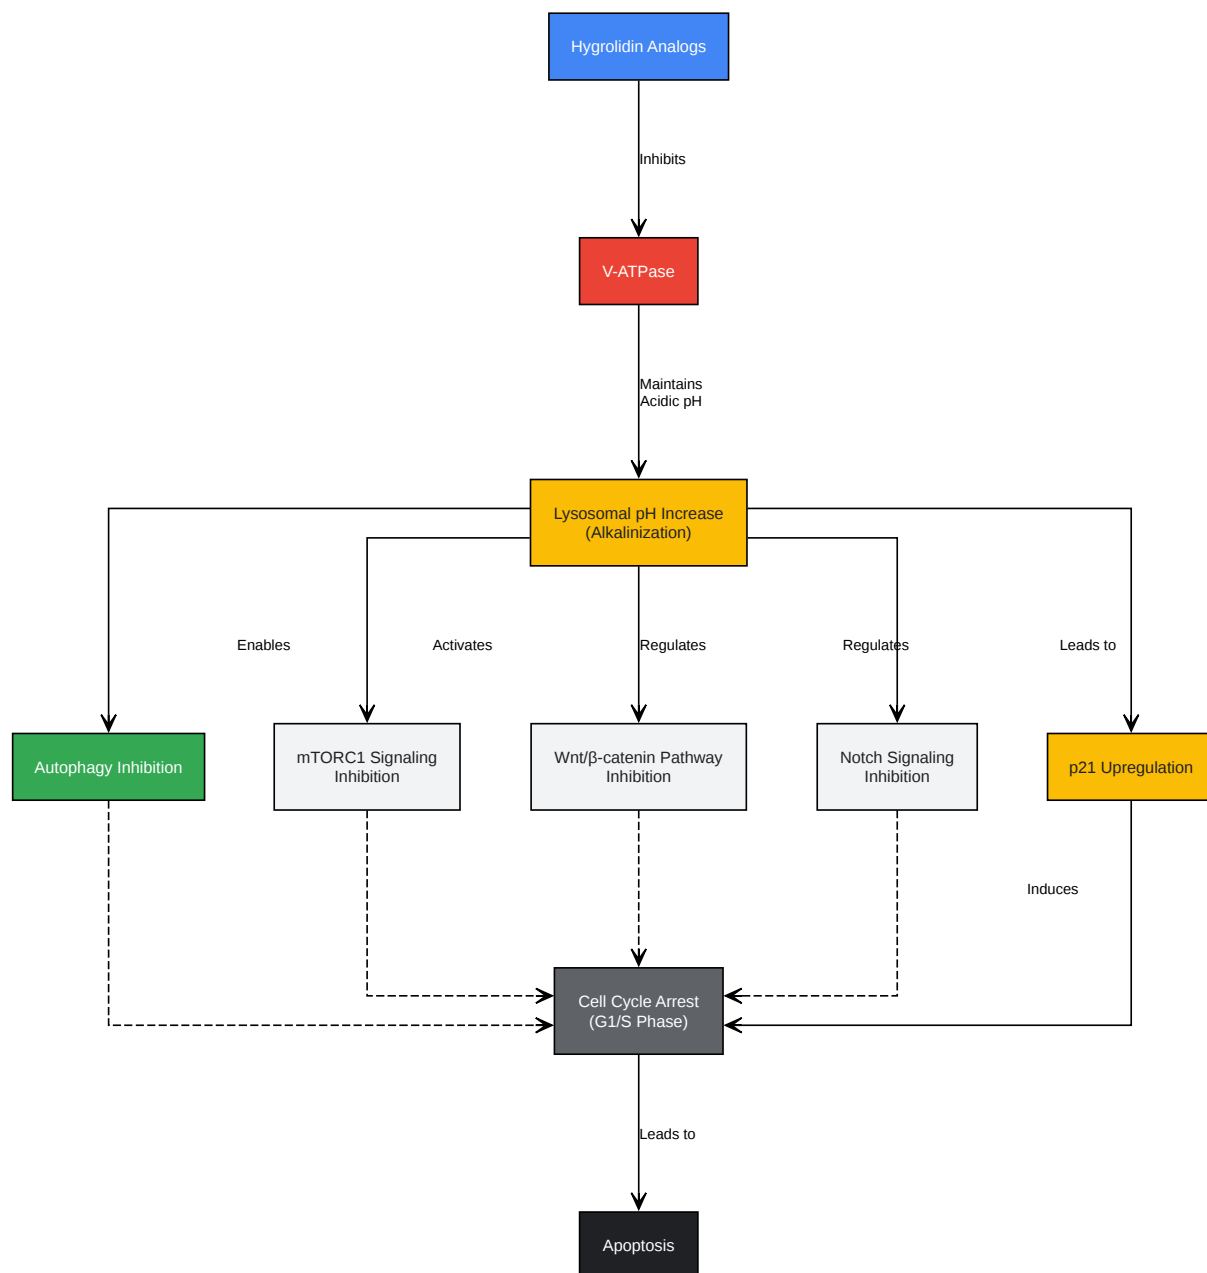 Hygrolidin Analogs
Inhibits
V-ATPase
Maintains
Acidic pH
Lysosomal pH Increase
(Alkalinization)
Enables
Activates
Regulates
Regulates
Leads to
Autophagy Inhibition
mTORC1 Signaling
Inhibition
Wnt/β-catenin Pathway
Inhibition
Notch Signaling
Inhibition
p21 Upregulation
Induces
Cell Cycle Arrest
(G1/S Phase)
Leads to
Apoptosis